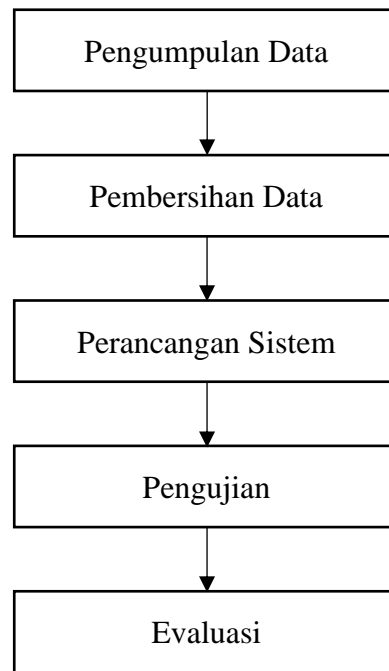 Pengumpulan Data
Pembersihan Data
Perancangan Sistem
Pengujian
Evaluasi